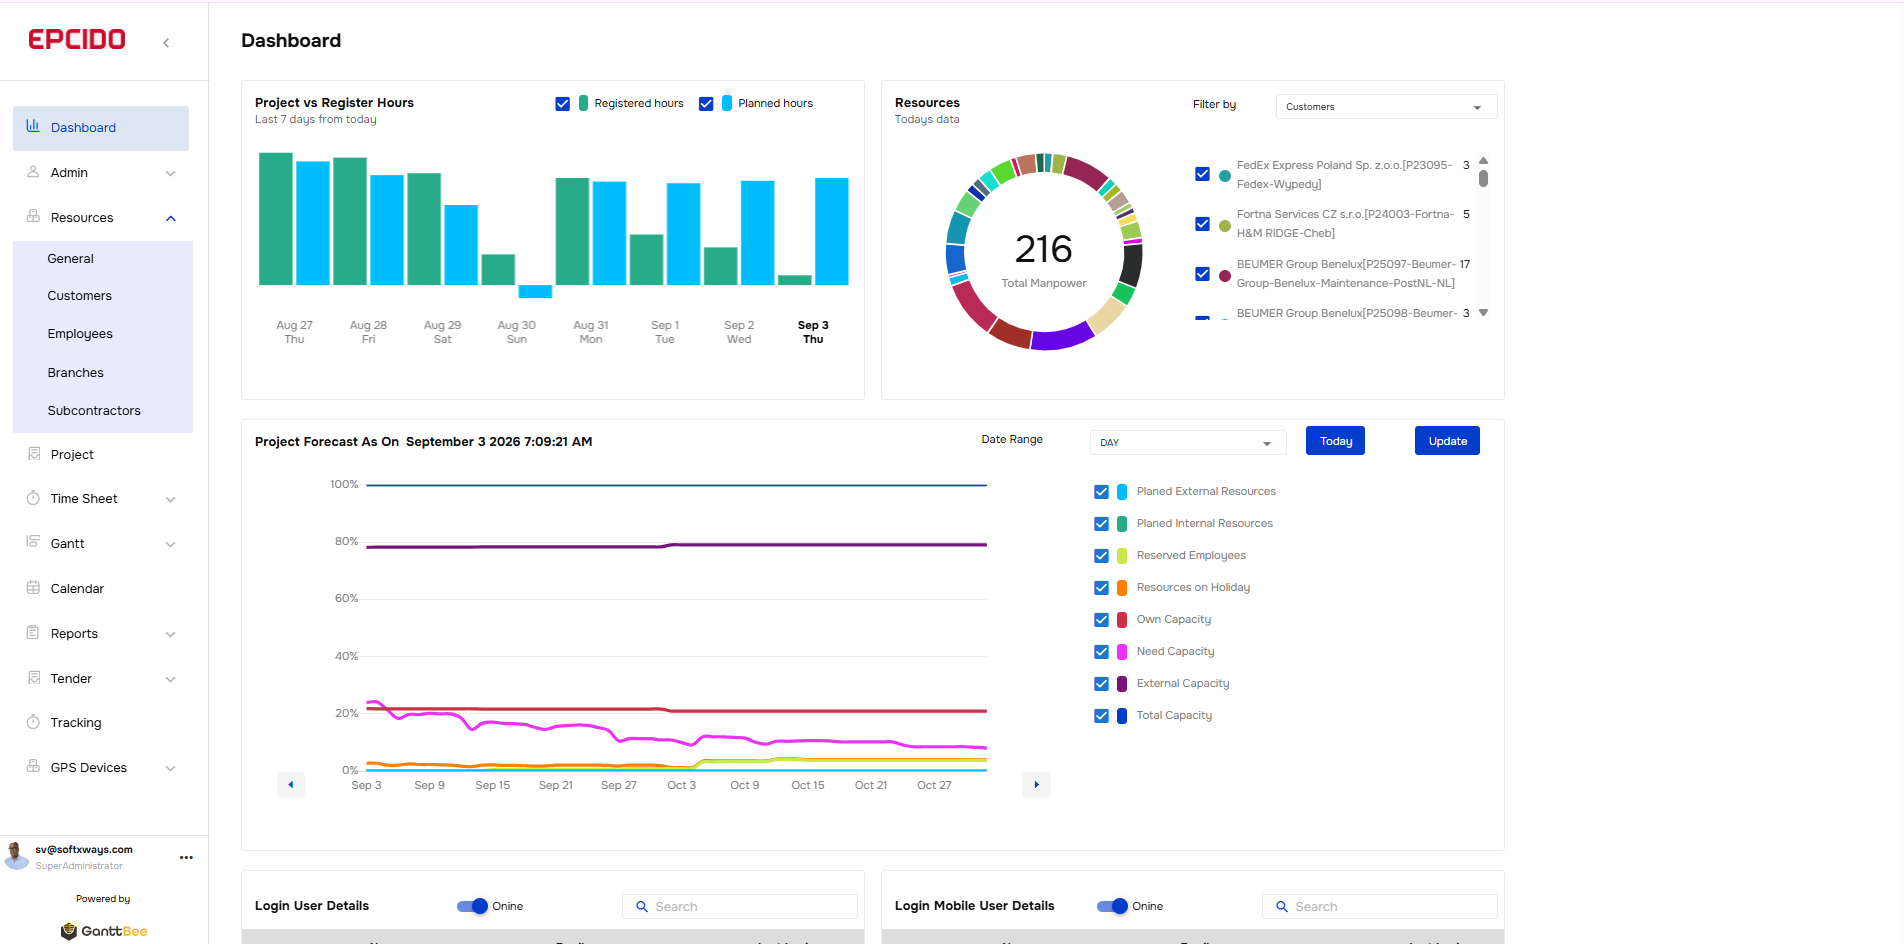 EPCIDO
Dashboard
Admin
Resources
General
Customers
Employees
Branches
Subcontractors
Project
Time Sheet
Gantt
Calendar
Reports
Tender
Tracking
GPS Devices
sv@softxways.com
SuperAdministrator
Powered by
GanttBee
Dashboard
Project vs Register Hours
Last 7 days from today
Registered hours
Planned hours
Aug 27 Aug 28 Aug 29 Aug 30 Aug 31 Sep 1 Sep 2 Sep 3
Thu Fri Sat Sun Mon Tue Wed Thu
Resources
Todays data
Filter by
Customers
216
Total Manpower
FedEx Express Poland Sp. z.o.o.[P23095- 3
Fedex-Wypedy]
Fortna Services CZ s.r.o.[P24003-Fortna- 5
H&M RIDGE-Cheb]
BEUMER Group Benelux[P25097-Beumer- 17
Group-Benelux-Maintenance-PostNL-NL]
BEUMER Group Benelux[P25098-Beumer- 3
Project Forecast As On September 3 2026 7:09:21 AM
Date Range
DAY
Today
Update
100%
80%
60%
40%
20%
0%
Sep 3 Sep 9 Sep 15 Sep 21 Sep 27 Oct 3 Oct 9 Oct 15 Oct 21 Oct 27
Planed External Resources
Planed Internal Resources
Reserved Employees
Resources on Holiday
Own Capacity
Need Capacity
External Capacity
Total Capacity
Login User Details
Onine
Search
Login Mobile User Details
Onine
Search